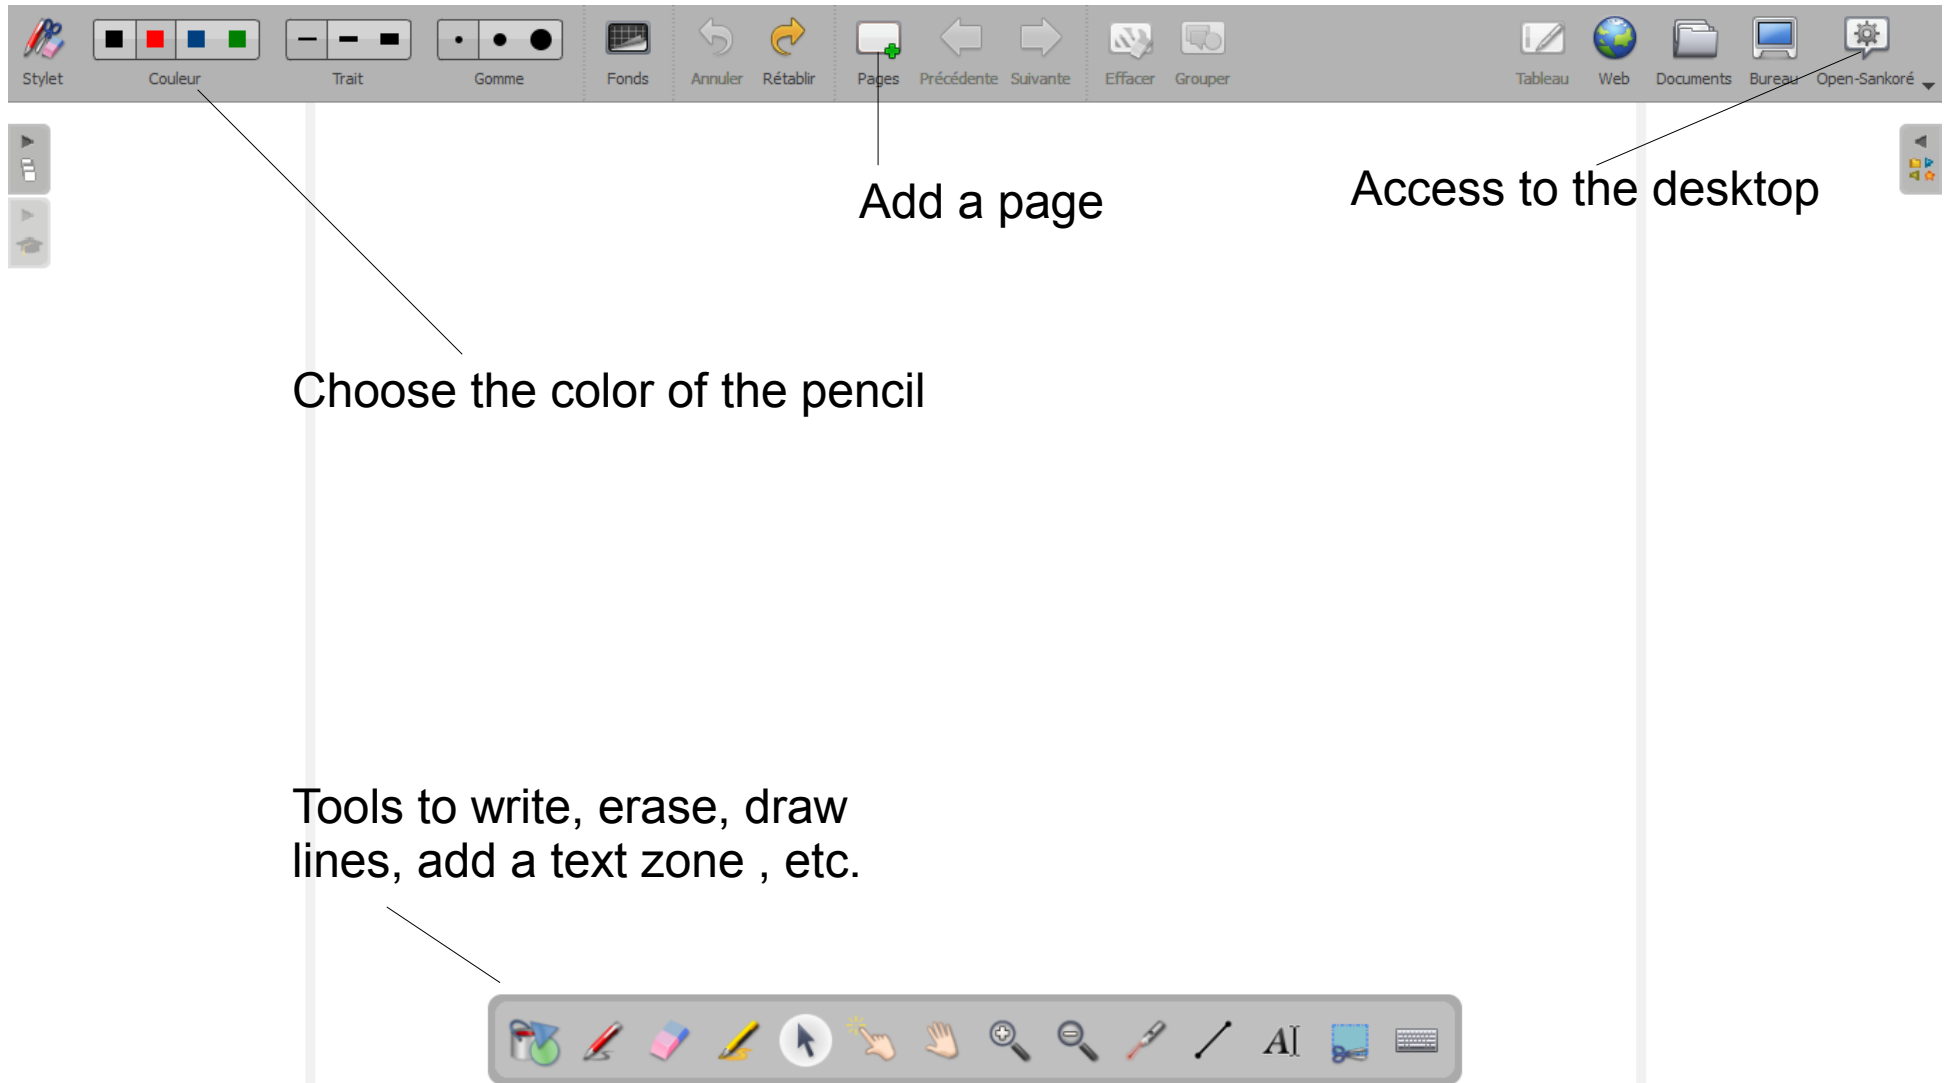 Stylet Couleur Trait Gomme Fonds Annuler Rétablir Pages Précédente Suivante Effacer Grouper Tableau Web Documents Bureau Open-Sankoré
Add a page
Access to the desktop
Choose the color of the pencil
Tools to write, erase, draw
lines, add a text zone , etc.
AI